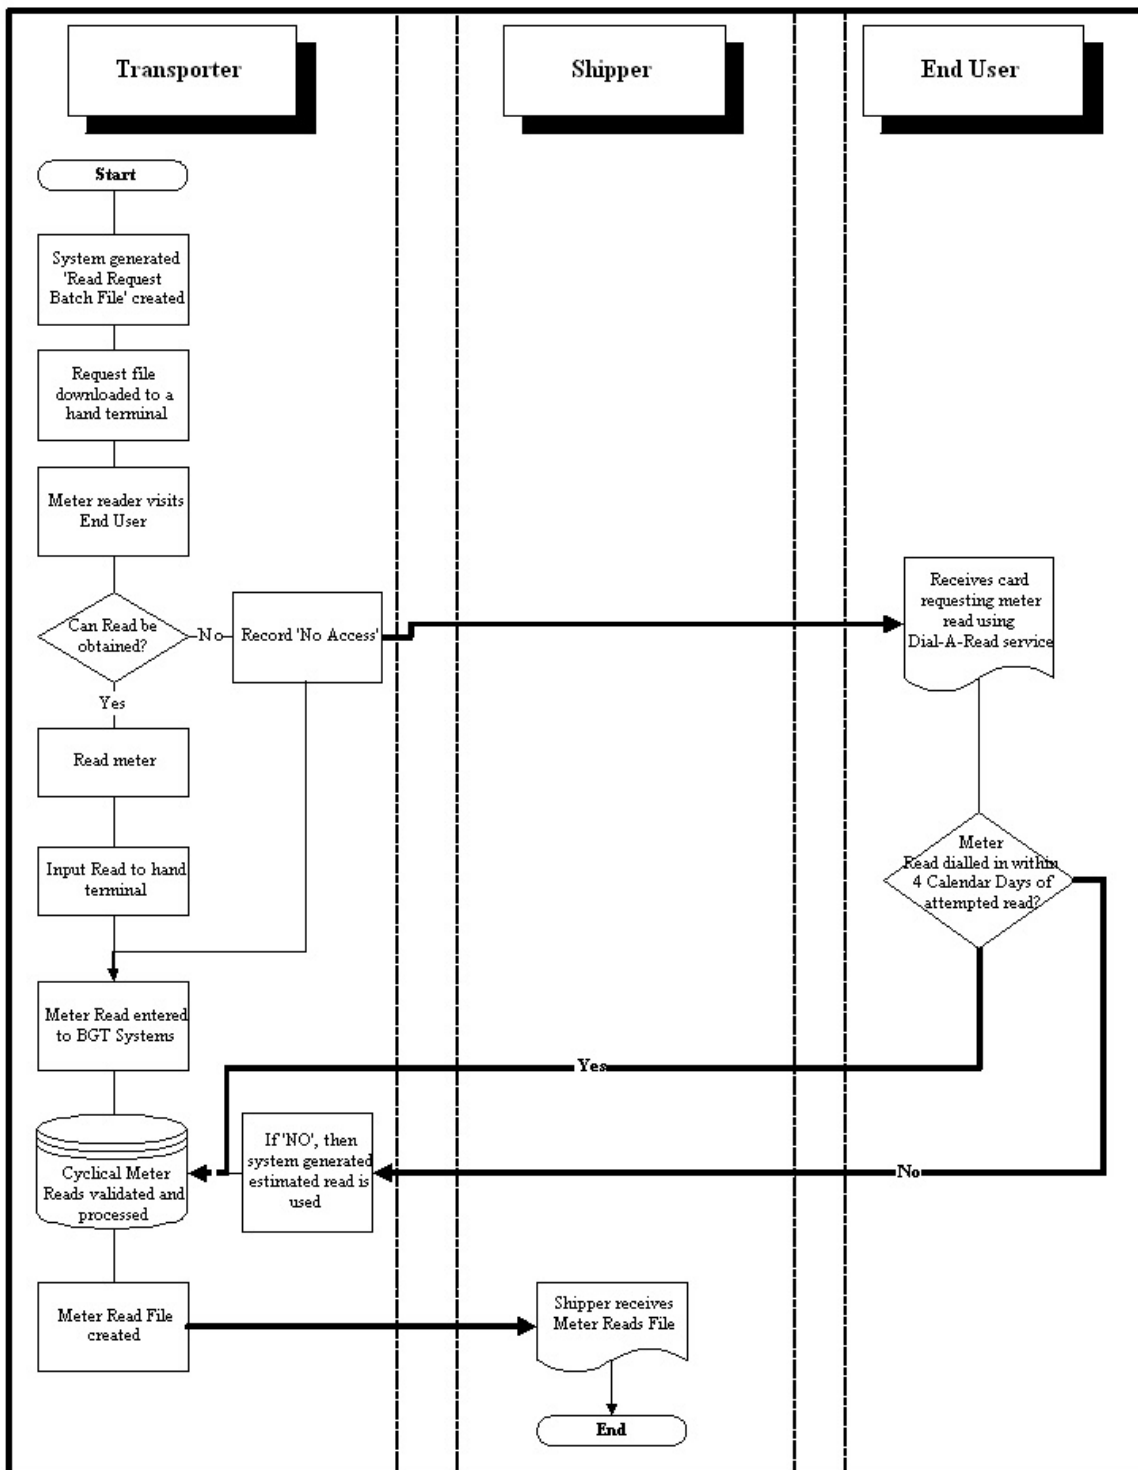 Transporter
Shipper
End User
Start
System generated
'Read Request
Batch File' created
Request file
downloaded to a
hand terminal
Meter reader visits
End User
Can Read be
obtained?
No
Record 'No Access'
Receives card
requesting meter
read using
Dial-A-Read service
Yes
Read meter
Input Read to hand
terminal
Meter
Read dialled in within
4 Calendar Days of
attempted read?
Meter Read entered
to BGT Systems
Yes
Cyclical Meter
Reads validated and
processed
If 'NO', then
system generated
estimated read is
used
No
Meter Read File
created
Shipper receives
Meter Reads File
End